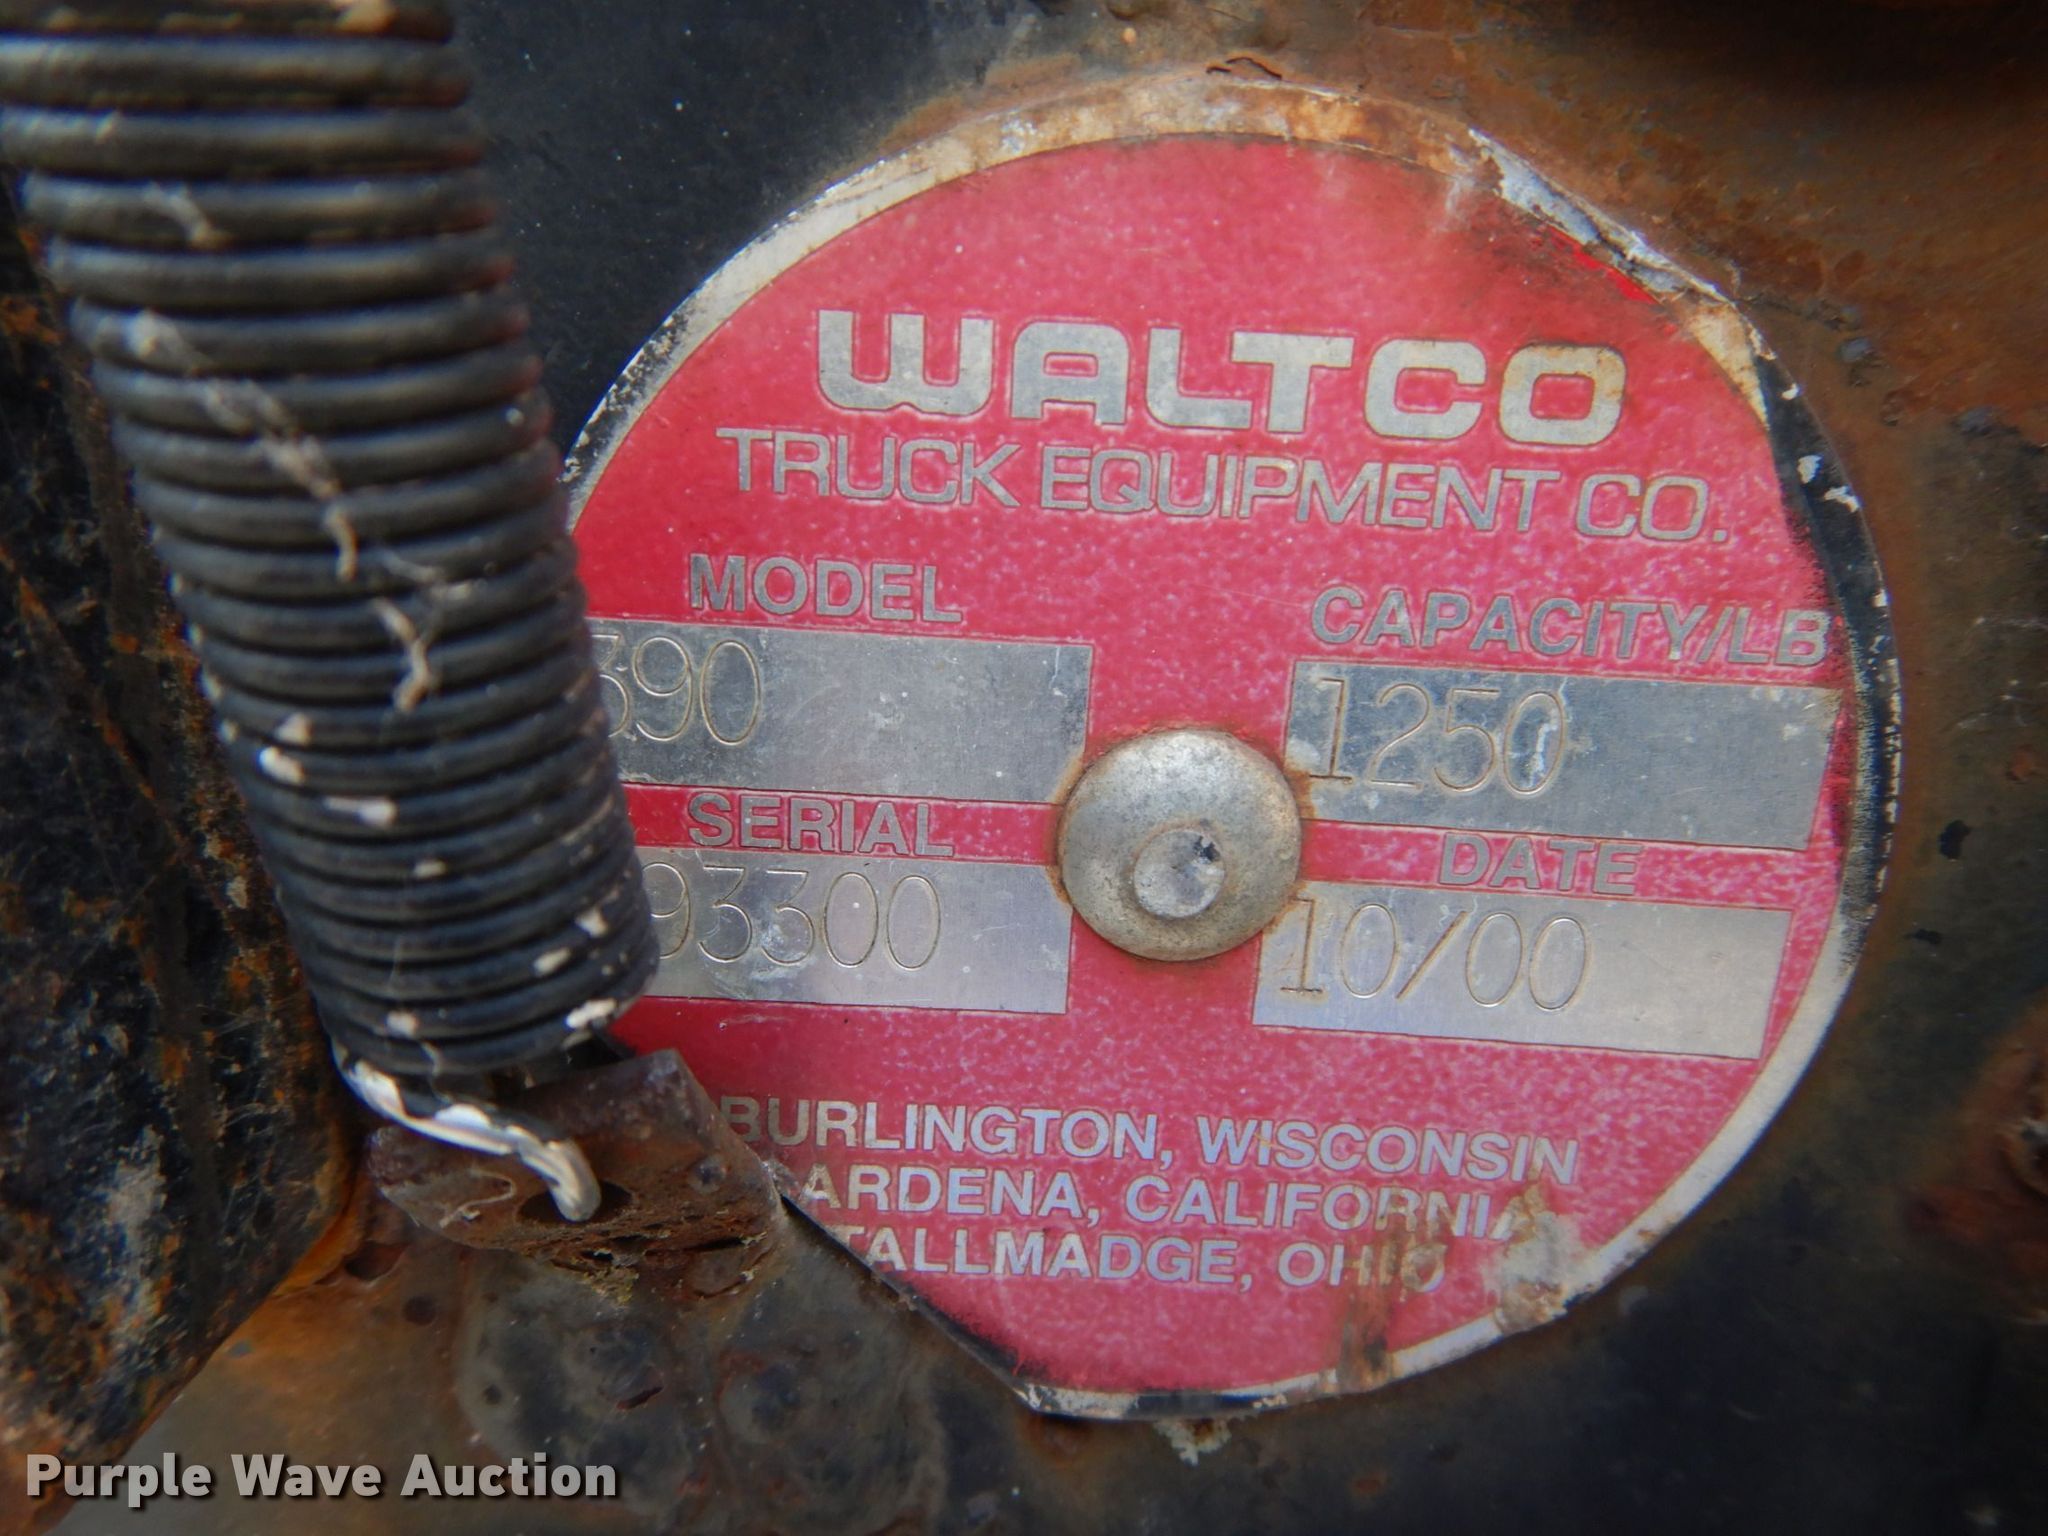 WALTCO
TRUCK EQUIPMENT CO.
MODEL CAPACITY/LB
390 1250
SERIAL DATE
93300 10/00
BURLINGTON, WISCONSIN
ARDENA, CALIFORNIA
TALLMADGE, OHIO
Purple Wave Auction